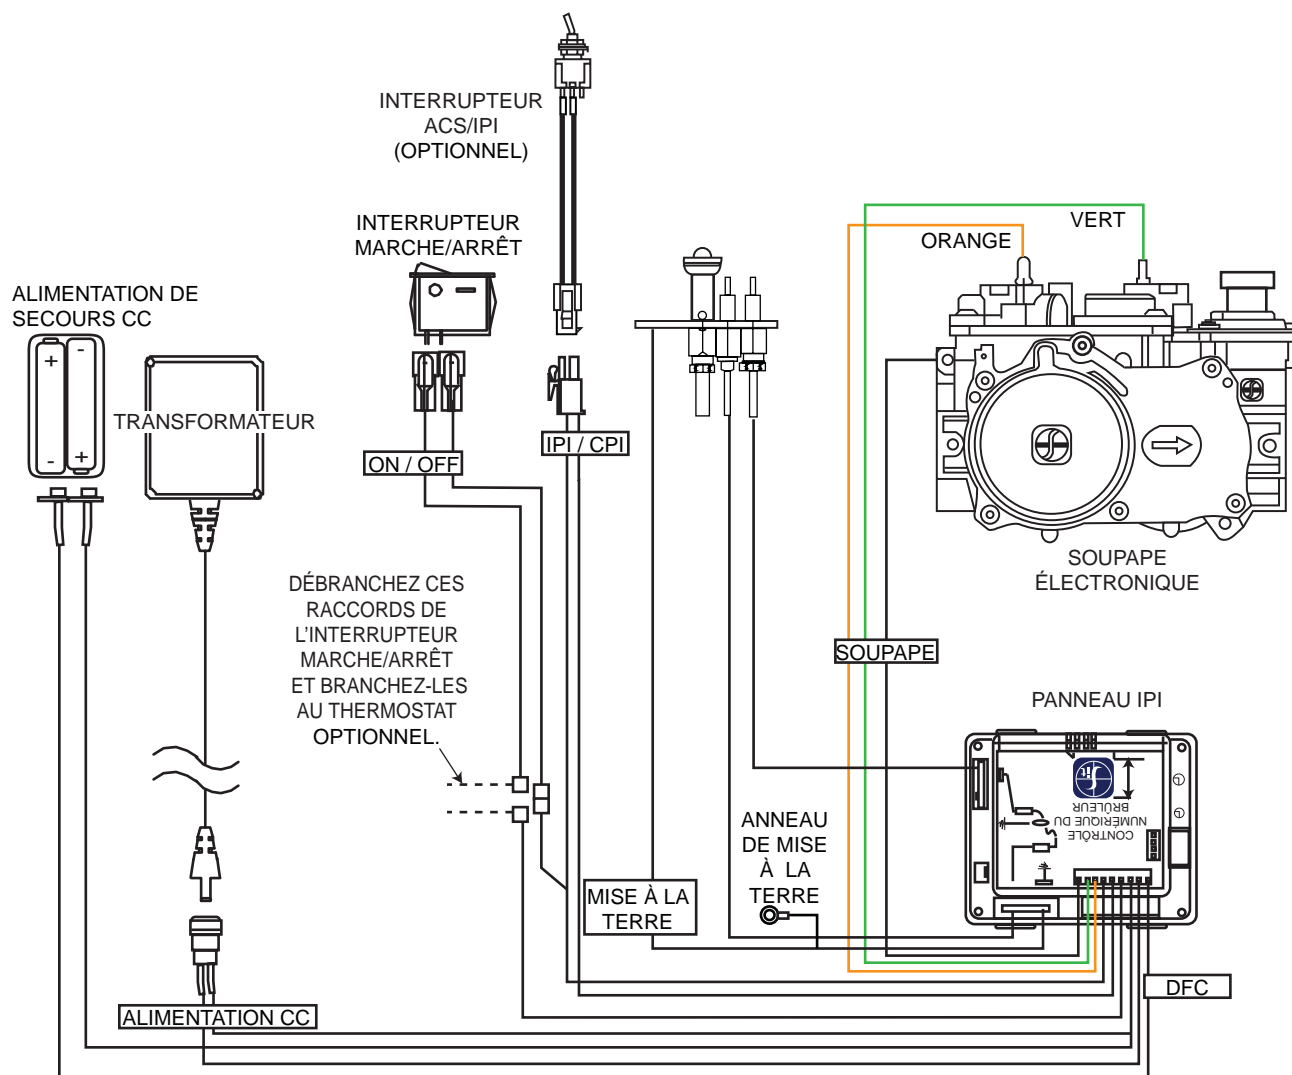 INTERRUPTEUR
ACS/IPI
(OPTIONNEL)
INTERRUPTEUR
MARCHE/ARRÊT
VERT
ORANGE
ALIMENTATION DE
SECOURS CC
+
-
-
+
TRANSFORMATEUR
ON / OFF
IPI / CPI
SOUPAPE
ÉLECTRONIQUE
DÉBRANCHEZ CES
RACCORDS DE
L'INTERRUPTEUR
MARCHE/ARRÊT
ET BRANCHEZ-LES
AU THERMOSTAT
OPTIONNEL.
SOUPAPE
PANNEAU IPI
sit
CONTRÔLE
NUMÉRIQUE DU
BRÛLEUR
ANNEAU
DE MISE
À LA
TERRE
MISE À LA
TERRE
DFC
ALIMENTATION CC